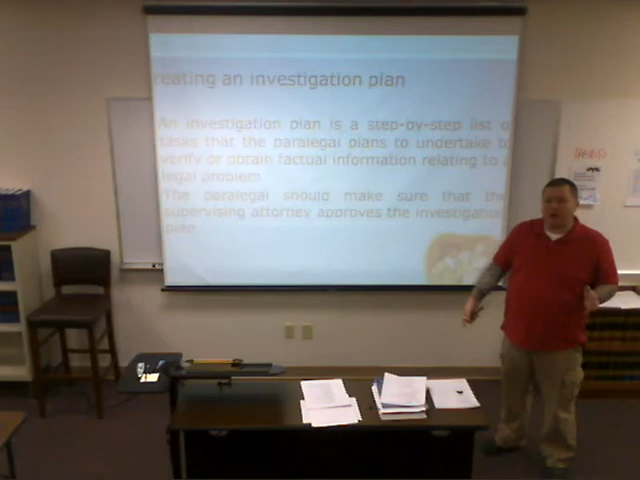 reating an investigation plan
An investigation plan is a step-by-step list o
tasks that the paralegal plans to undertake to
verify or obtain factual information relating to a
legal problem
The paralegal should make sure that the
supervising attorney approves the investigation
plan